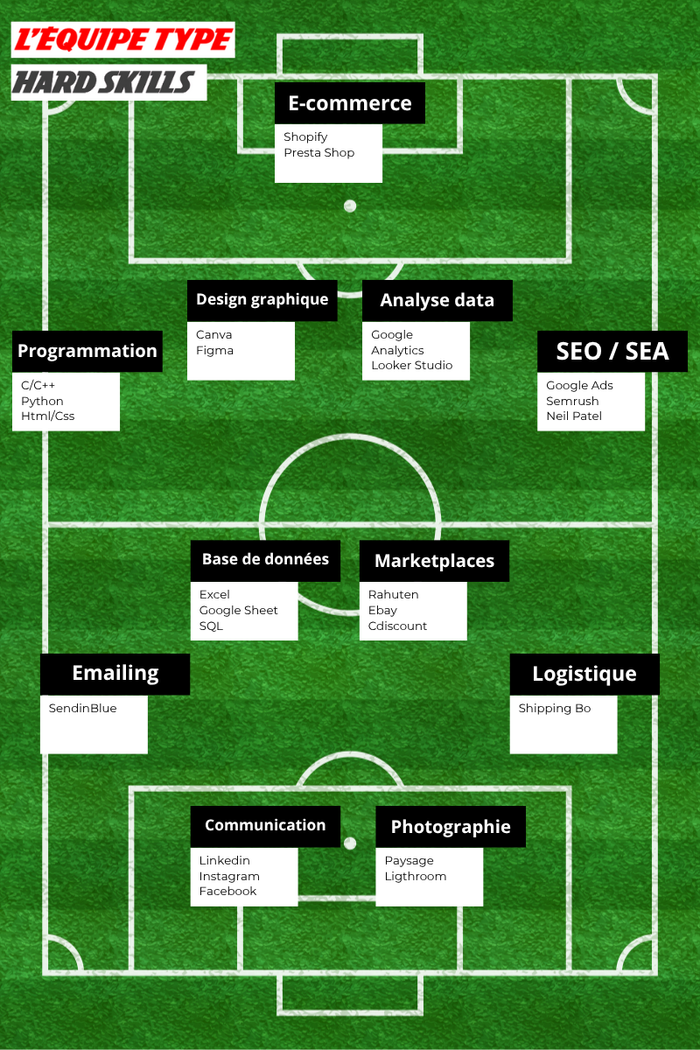 L'ÉQUIPE TYPE
HARD SKILLS
E-commerce
Shopify
Presta Shop
Design graphique
Canva
Figma
Analyse data
Google
Analytics
Looker Studio
Programmation
C/C++
Python
Html/Css
SEO / SEA
Google Ads
Semrush
Neil Patel
Base de données
Excel
Google Sheet
SQL
Marketplaces
Rahuten
Ebay
Cdiscount
Emailing
SendinBlue
Logistique
Shipping Bo
Communication
Linkedin
Instagram
Facebook
Photographie
Paysage
Ligthroom